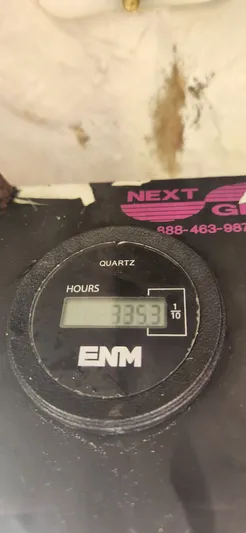 NEXT
G
888-463-987
QUARTZ
HOURS
3353
1/10
ENM